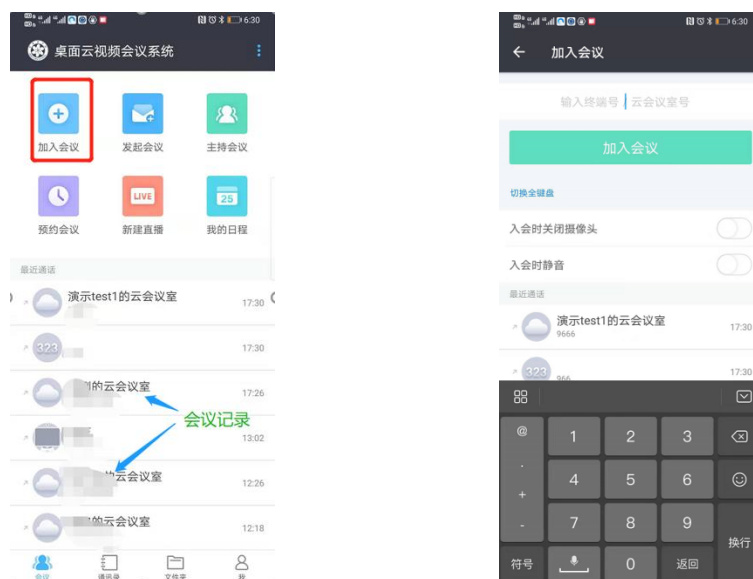 6:30
桌面云视频会议系统
加入会议
发起会议
主持会议
LIVE
25
预约会议
新建直播
我的日程
最近通话
演示test1的云会议室
17:30
323
17:30
的云会议室
17:26
会议记录
13:02
云会议室
12:26
的云会议室
12:18
会议
通讯录
文件夹
我
6:30
加入会议
输入终端号 云会议室号
加入会议
切换全键盘
入会时关闭摄像头
入会时静音
最近通话
演示test1的云会议室
9666
17:30
323
966
17:30
@
1
2
3
.
4
5
6
+
-
7
8
9
换行
符号
0
返回